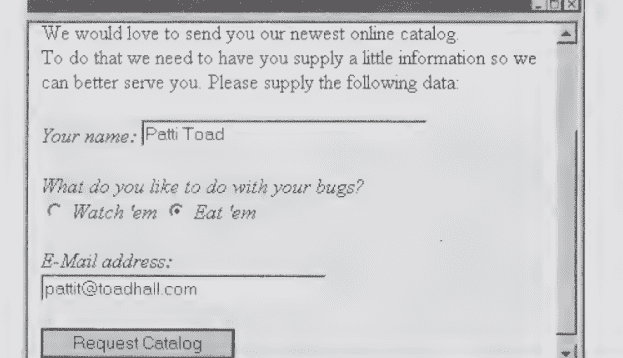 We would love to send you our newest online catalog.
To do that we need to have you supply a little information so we
can better serve you. Please supply the following data:
Your name: Patti Toad
What do you like to do with your bugs?
Watch 'em Eat 'em
E-Mail address:
pattit@toadhall.com
Request Catalog